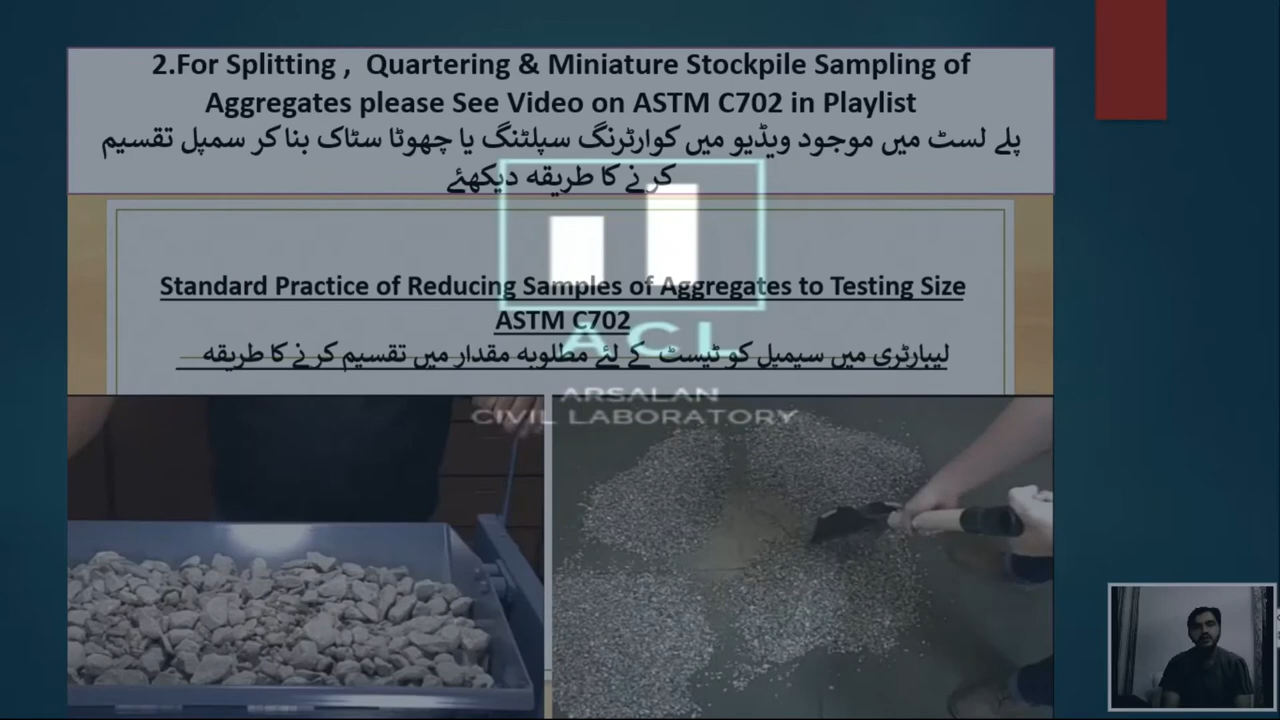 2.For Splitting , Quartering & Miniature Stockpile Sampling of
Aggregates please See Video on ASTM C702 in Playlist
پلے لسٹ میں موجود ویڈیو میں کوارٹرنگ سپلٹنگ یا چھوٹا سٹاک بنا کر سمپل تقسیم
کرنے کا طریقہ دیکھئے
Standard Practice of Reducing Samples of Aggregates to Testing Size
ASTM C702
لیبارٹری میں سیمپل کو ٹیسٹ کے لئے مطلوبہ مقدار میں تقسیم کرنے کا طریقہ
ACL
ARSALAN
CIVIL LABORATORY